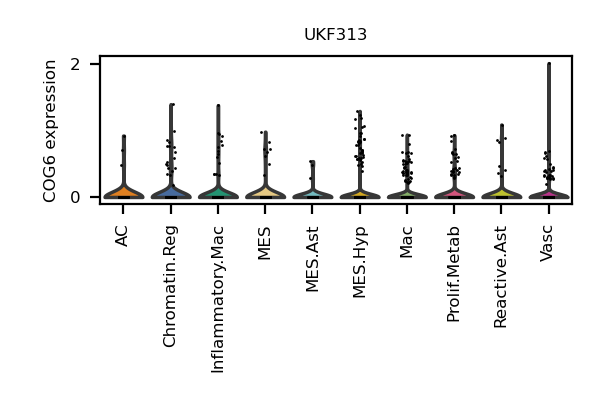 UKF313
COG6 expression
2
0
AC
Chromatin.Reg
Inflammatory.Mac
MES
MES.Ast
MES.Hyp
Mac
Prolif.Metab
Reactive.Ast
Vasc